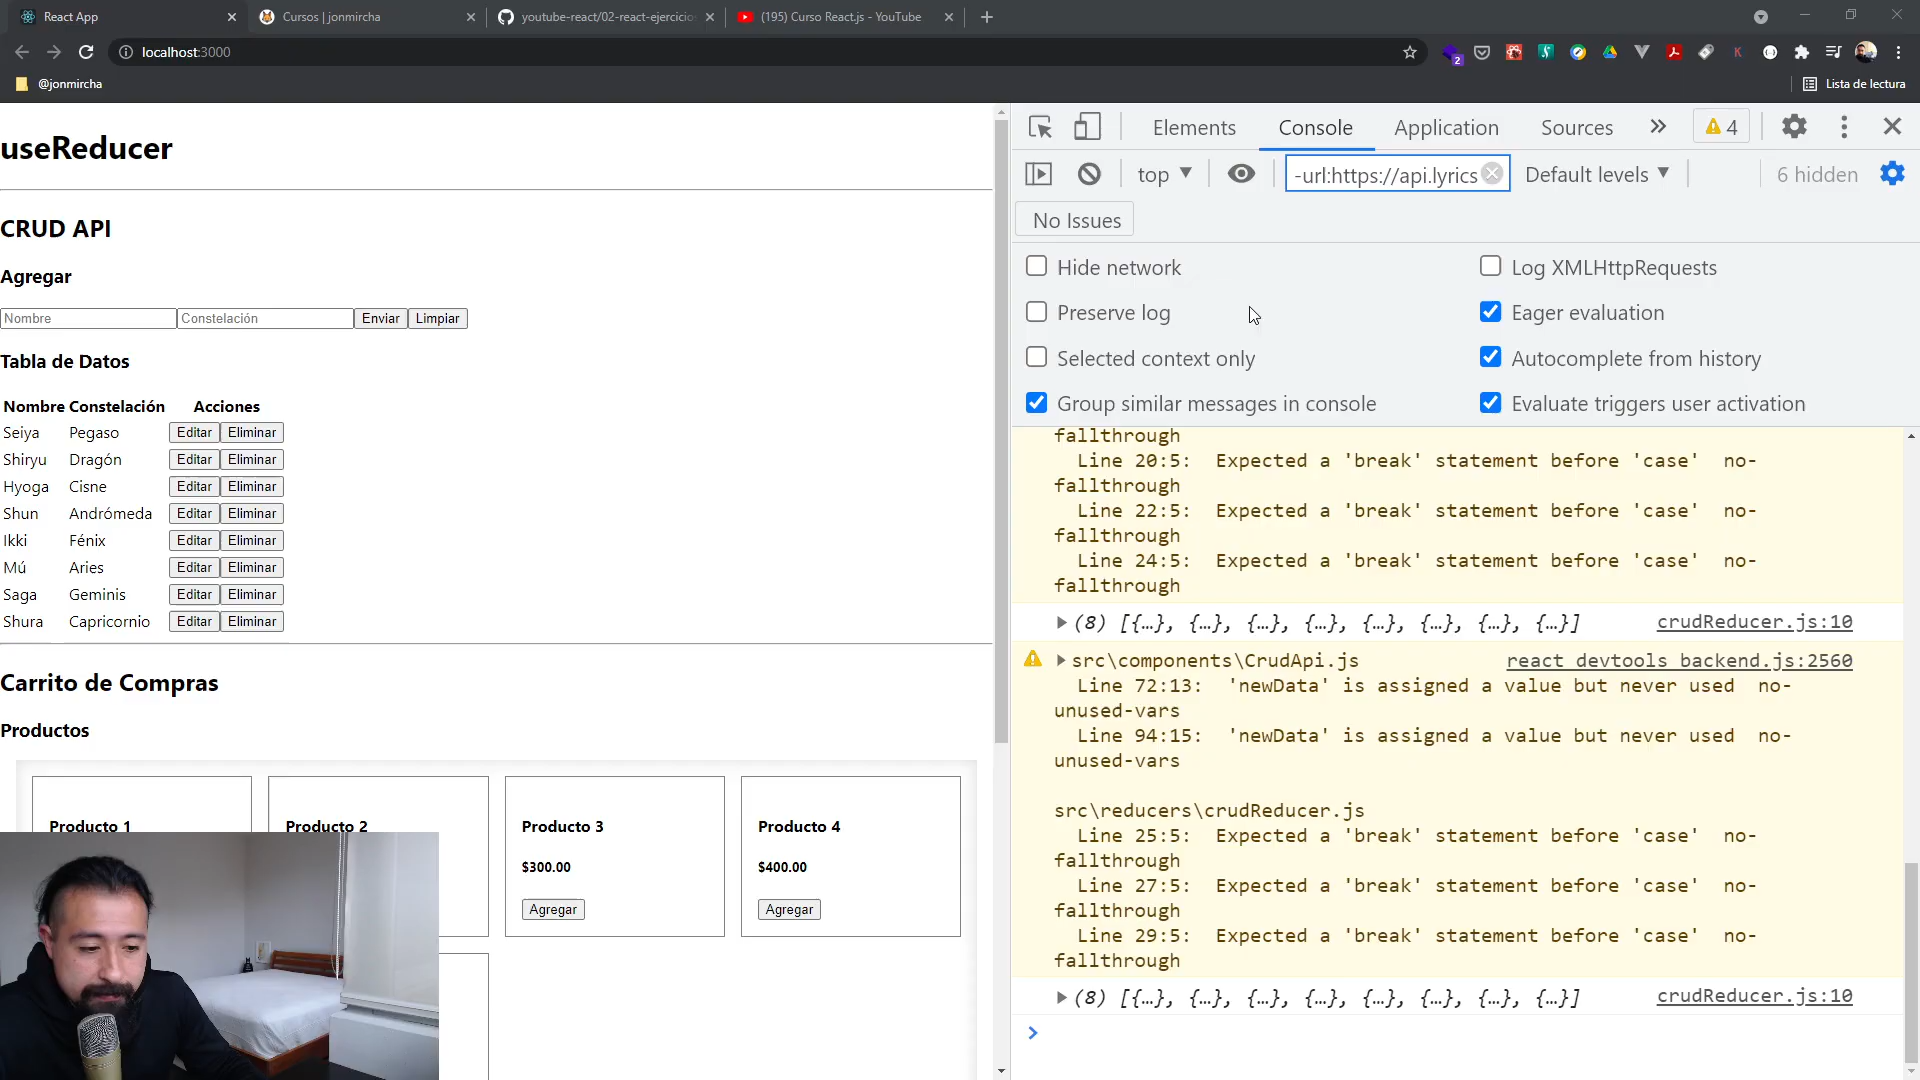 React App
Cursos | jonmircha
youtube-react/02-react-ejercicios
(195) Curso React.js - YouTube
localhost:3000
2
@jonmircha
Lista de lectura
useReducer
CRUD API
Agregar
Nombre Constelación Enviar Limpiar
Tabla de Datos
Nombre Constelación Acciones
Seiya Pegaso Editar Eliminar
Shiryu Dragón Editar Eliminar
Hyoga Cisne Editar Eliminar
Shun Andrómeda Editar Eliminar
Ikki Fénix Editar Eliminar
Mú Aries Editar Eliminar
Saga Geminis Editar Eliminar
Shura Capricornio Editar Eliminar
Carrito de Compras
Productos
Producto 1
Producto 2
Producto 3
$300.00
Agregar
Producto 4
$400.00
Agregar
Elements Console Application Sources 4
top -url:https://api.lyrics Default levels 6 hidden
No Issues
Hide network Log XMLHttpRequests
Preserve log Eager evaluation
Selected context only Autocomplete from history
Group similar messages in console Evaluate triggers user activation
fallthrough
Line 20:5: Expected a 'break' statement before 'case' no-
fallthrough
Line 22:5: Expected a 'break' statement before 'case' no-
fallthrough
Line 24:5: Expected a 'break' statement before 'case' no-
fallthrough
(8) [{…}, {…}, {…}, {…}, {…}, {…}, {…}, {…}] crudReducer.js:10
src\components\CrudApi.js react_devtools_backend.js:2560
Line 72:13: 'newData' is assigned a value but never used no-
unused-vars
Line 94:15: 'newData' is assigned a value but never used no-
unused-vars
src\reducers\crudReducer.js
Line 25:5: Expected a 'break' statement before 'case' no-
fallthrough
Line 27:5: Expected a 'break' statement before 'case' no-
fallthrough
Line 29:5: Expected a 'break' statement before 'case' no-
fallthrough
(8) [{…}, {…}, {…}, {…}, {…}, {…}, {…}, {…}] crudReducer.js:10